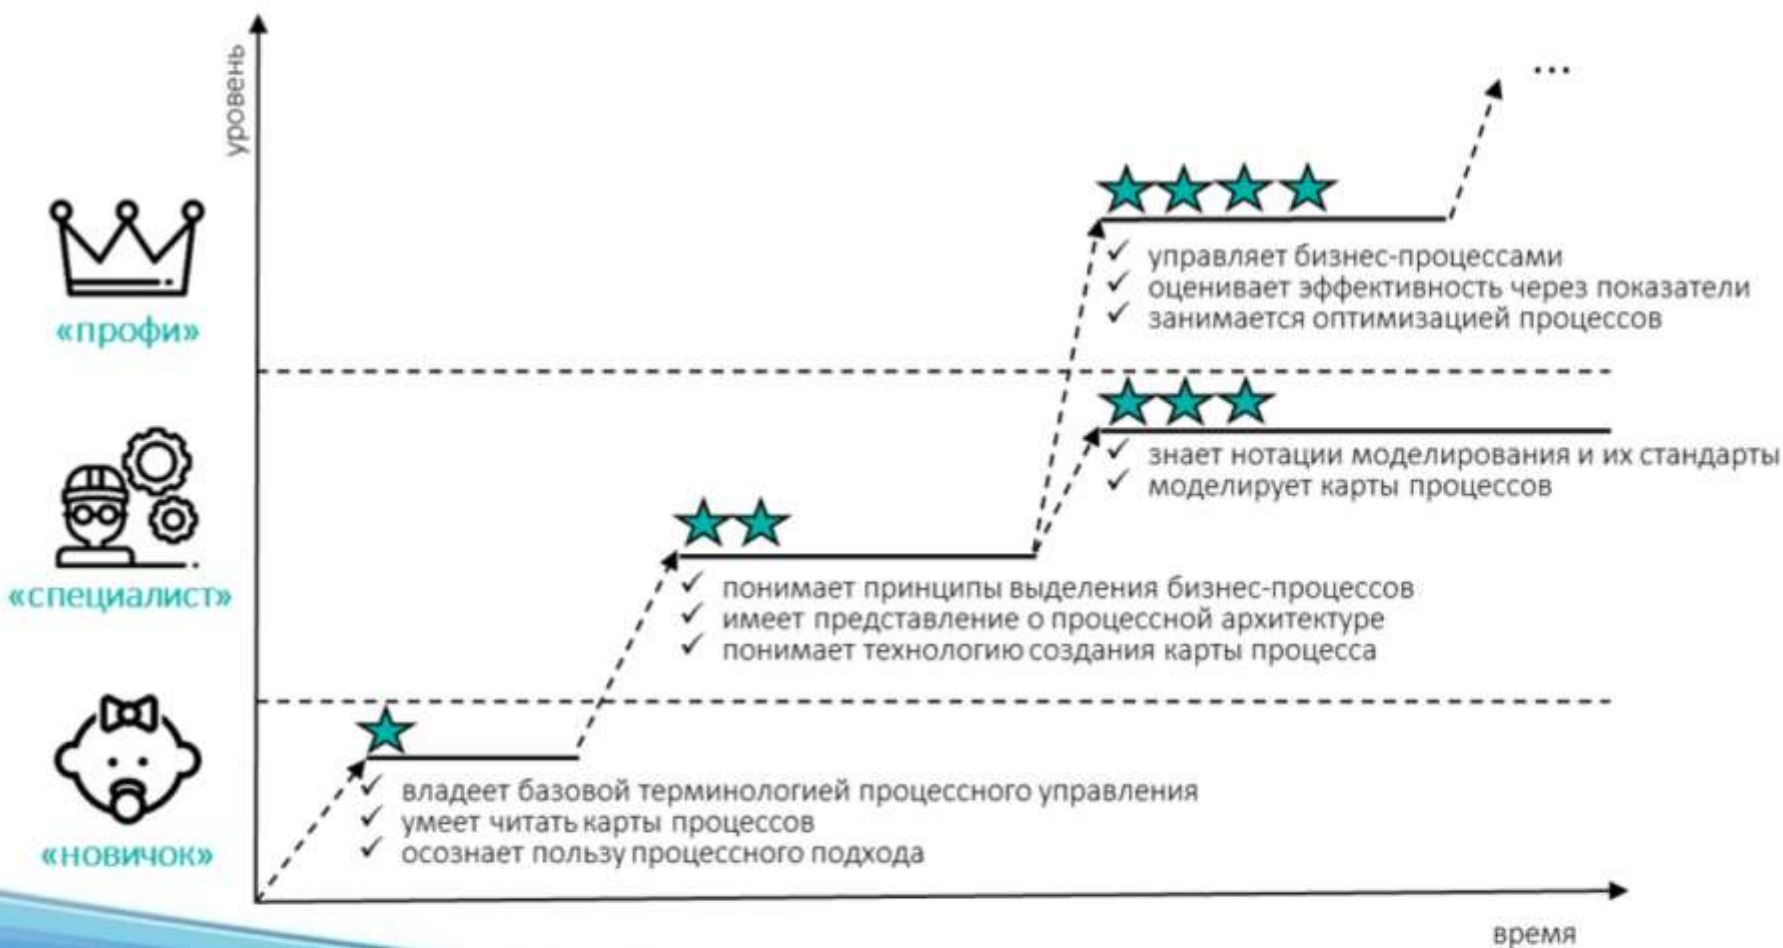 уровень
...
«профи»
✓ управляет бизнес-процессами
✓ оценивает эффективность через показатели
✓ занимается оптимизацией процессов
«специалист»
✓ знает нотации моделирования и их стандарты
✓ моделирует карты процессов
✓ понимает принципы выделения бизнес-процессов
✓ имеет представление о процессной архитектуре
✓ понимает технологию создания карты процесса
«новичок»
✓ владеет базовой терминологией процессного управления
✓ умеет читать карты процессов
✓ осознает пользу процессного подхода
время